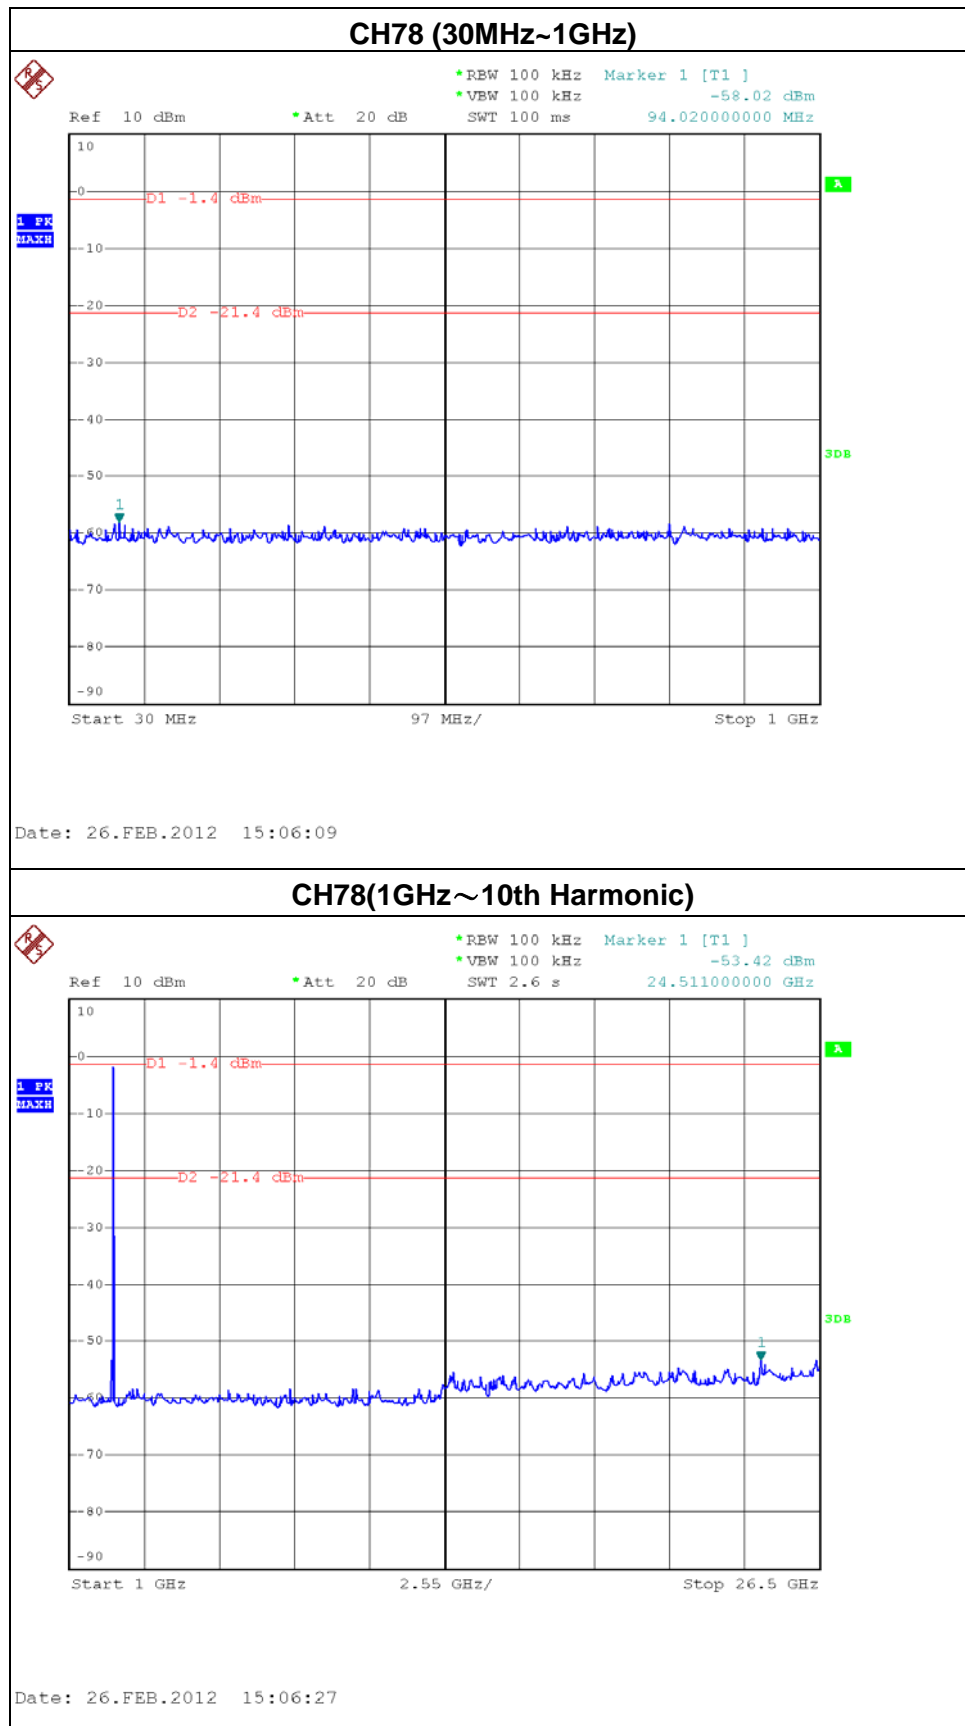 CH78 (30MHz~1GHz)
R S
*RBW 100 kHz Marker 1 [T1 ]
*VBW 100 kHz -58.02 dBm
Ref 10 dBm *Att 20 dB SWT 100 ms 94.020000000 MHz
10
A
0
D1 -1.4 dBm
1 PK
MAXH
-10
-20
D2 -21.4 dBm
-30
-40
3DB
-50
1
-60
-70
-80
-90
Start 30 MHz 97 MHz/ Stop 1 GHz
Date: 26.FEB.2012 15:06:09
CH78(1GHz～10th Harmonic)
R S
*RBW 100 kHz Marker 1 [T1 ]
*VBW 100 kHz -53.42 dBm
Ref 10 dBm *Att 20 dB SWT 2.6 s 24.511000000 GHz
10
A
0
D1 -1.4 dBm
1 PK
MAXH
-10
-20
D2 -21.4 dBm
-30
-40
3DB
-50
1
-60
-70
-80
-90
Start 1 GHz 2.55 GHz/ Stop 26.5 GHz
Date: 26.FEB.2012 15:06:27